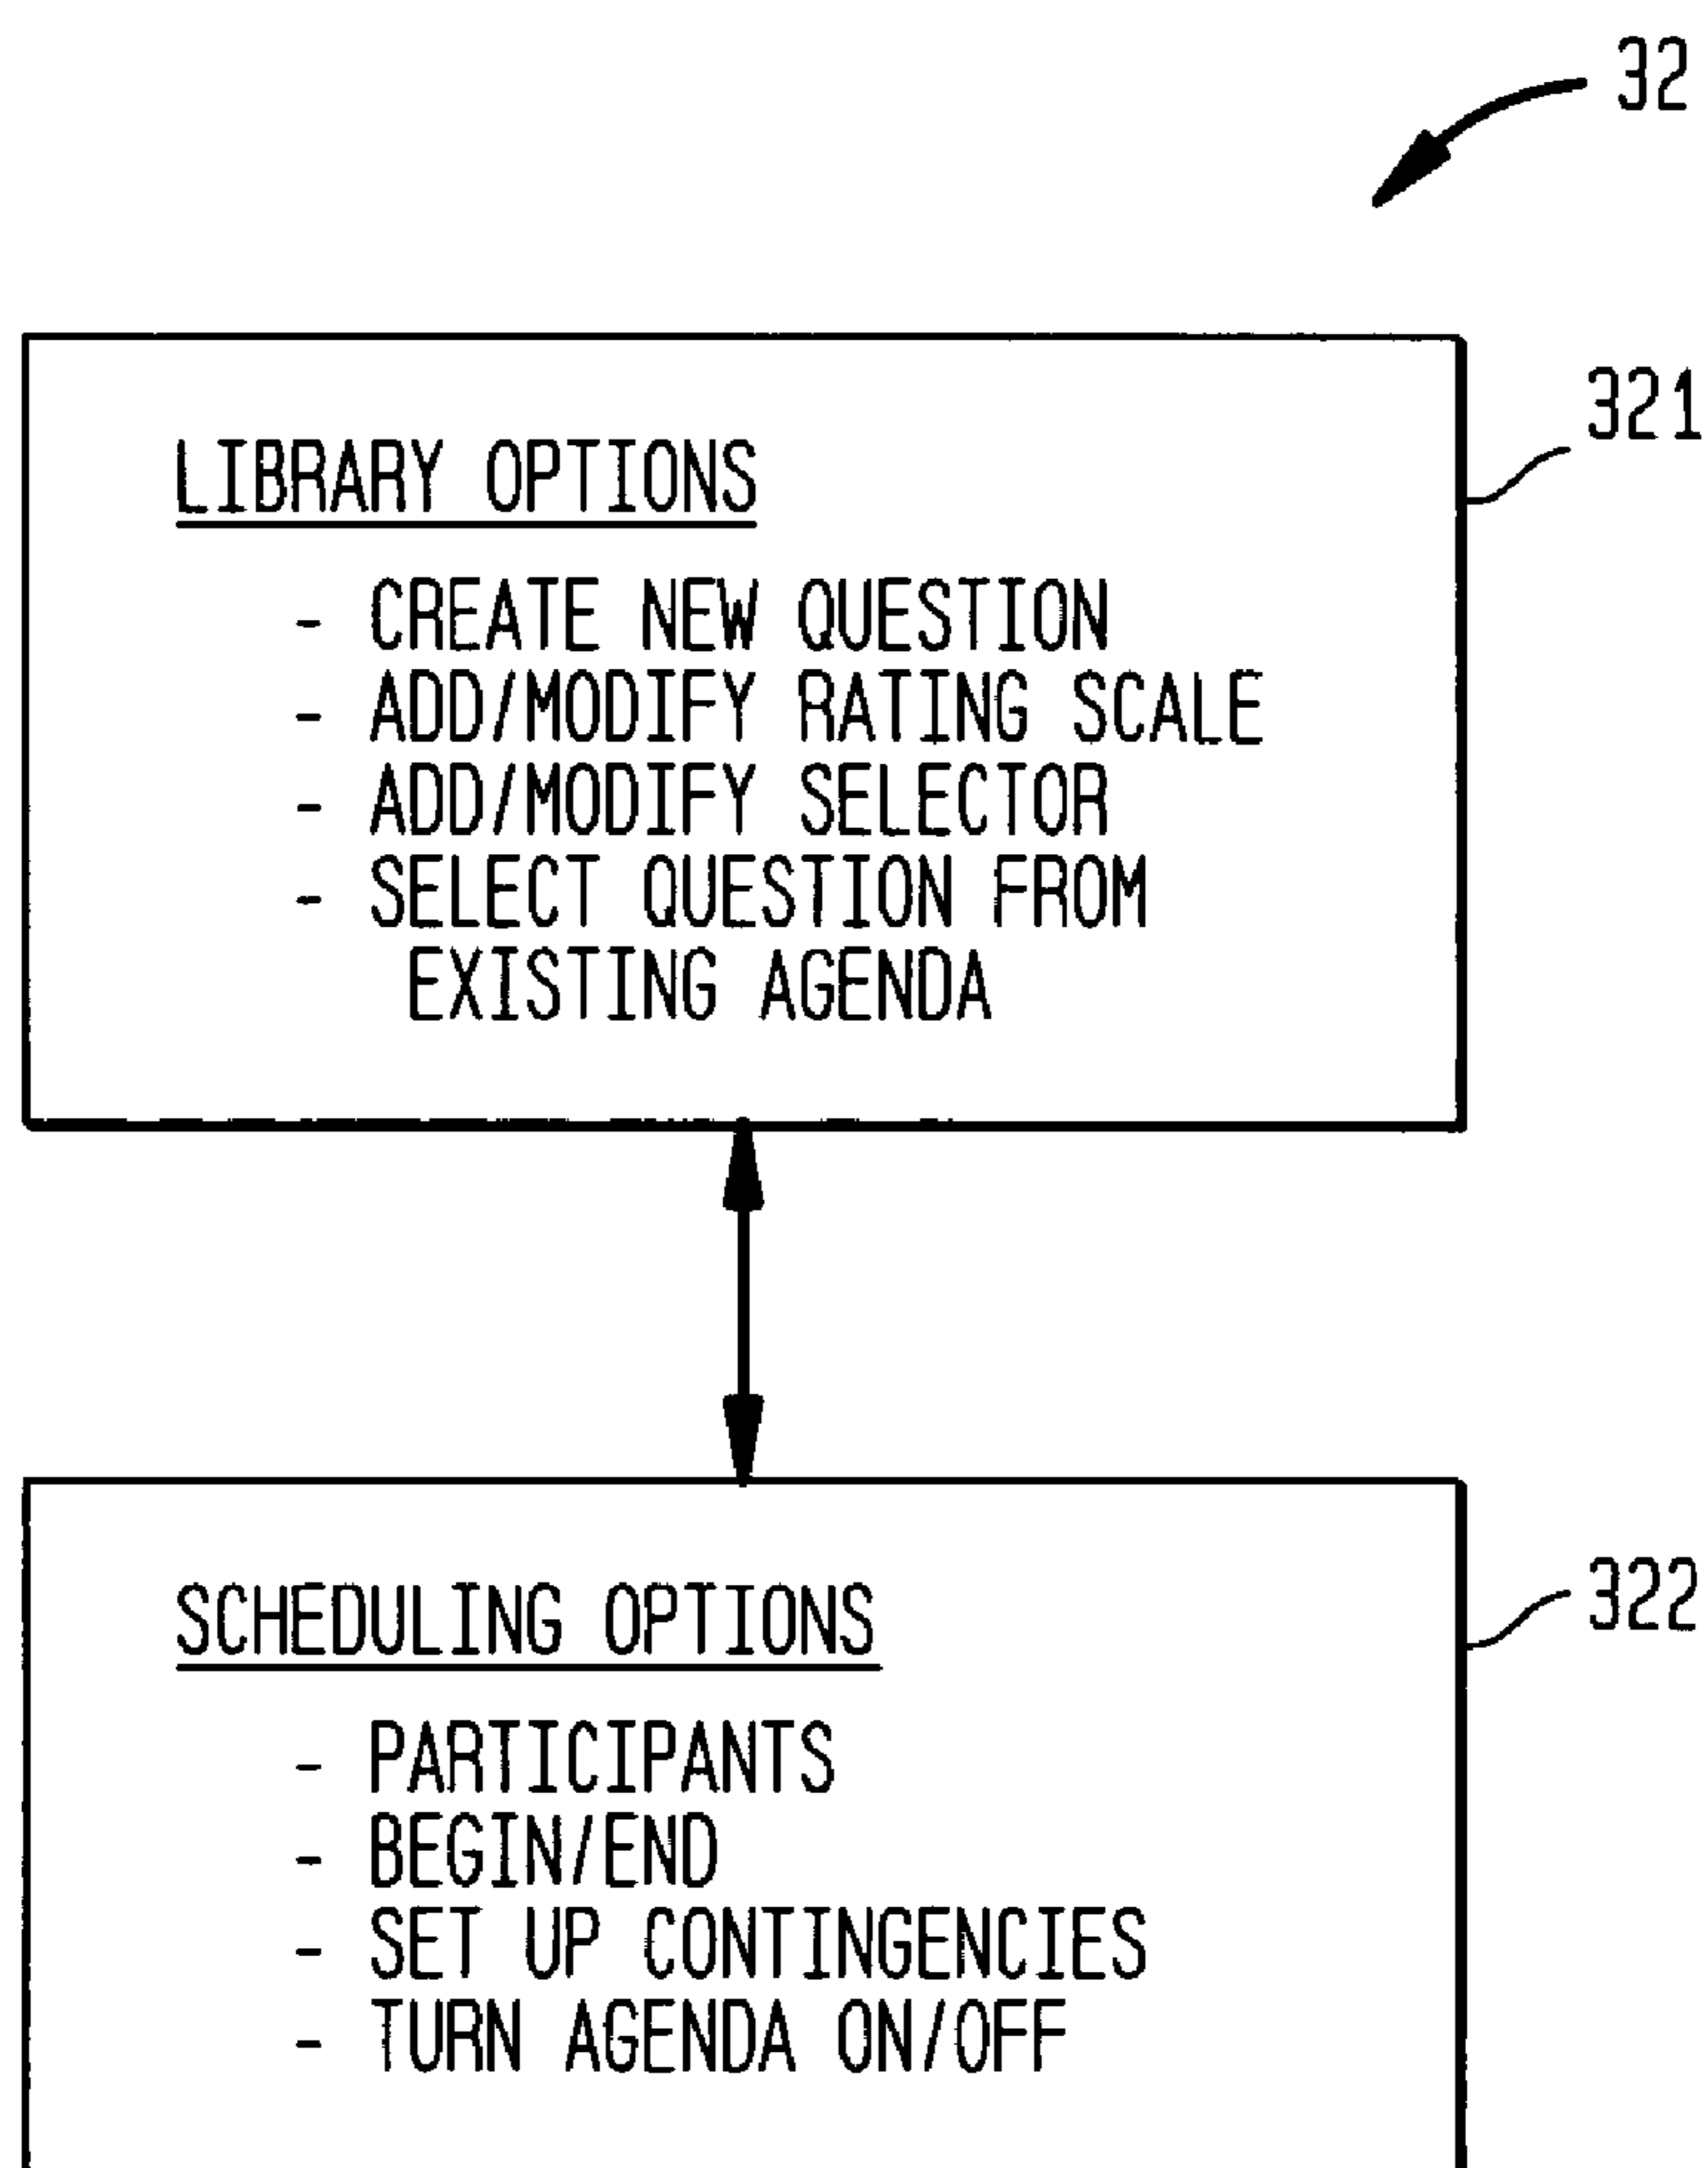 32
321
LIBRARY OPTIONS
- CREATE NEW QUESTION
- ADD/MODIFY RATING SCALE
- ADD/MODIFY SELECTOR
- SELECT QUESTION FROM
EXISTING AGENDA
322
SCHEDULING OPTIONS
- PARTICIPANTS
- BEGIN/END
- SET UP CONTINGENCIES
- TURN AGENDA ON/OFF